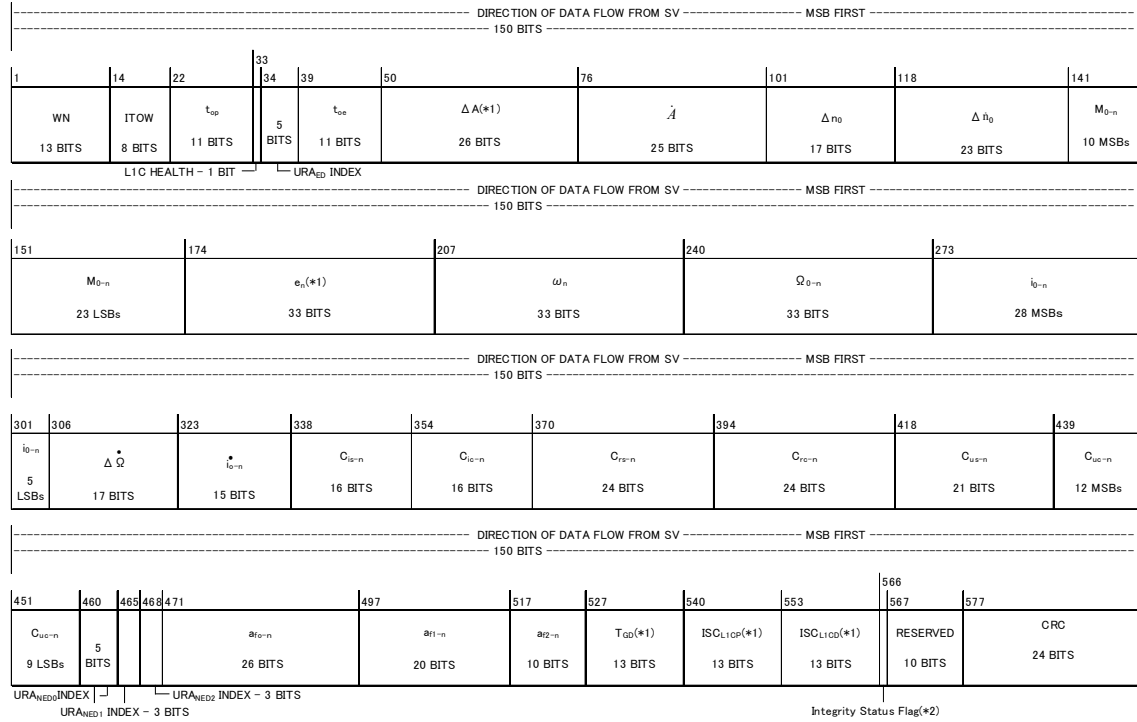 DIRECTION OF DATA FLOW FROM SV MSB FIRST
150 BITS
33
1 14 22 34 39 50 76 101 118 141
WN ITOW t_op 5 BITS t_oe Δ A(*1) Ȧ Δ n₀ Δ ṅ₀ M₀₋ₙ
13 BITS 8 BITS 11 BITS 11 BITS 26 BITS 25 BITS 17 BITS 23 BITS 10 MSBs
L1C HEALTH - 1 BIT URA_ED INDEX
DIRECTION OF DATA FLOW FROM SV MSB FIRST
150 BITS
151 174 207 240 273
M₀₋ₙ eₙ(*1) ωₙ Ω₀₋ₙ i₀₋ₙ
23 LSBs 33 BITS 33 BITS 33 BITS 28 MSBs
DIRECTION OF DATA FLOW FROM SV MSB FIRST
150 BITS
301 306 323 338 354 370 394 418 439
i₀₋ₙ Δ Ω̇ i̇₀₋ₙ C_is-n C_ic-n C_rs-n C_rc-n C_us-n C_uc-n
5 LSBs 17 BITS 15 BITS 16 BITS 16 BITS 24 BITS 24 BITS 21 BITS 12 MSBs
DIRECTION OF DATA FLOW FROM SV MSB FIRST
150 BITS
566
451 460 465 468 471 497 517 527 540 553 567 577
C_uc-n 5 BITS a_f0-n a_f1-n a_f2-n T_GD(*1) ISC_L1CP(*1) ISC_L1CD(*1) RESERVED CRC
9 LSBs 26 BITS 20 BITS 10 BITS 13 BITS 13 BITS 13 BITS 10 BITS 24 BITS
URA_NED0 INDEX URA_NED2 INDEX - 3 BITS
URA_NED1 INDEX - 3 BITS Integrity Status Flag(*2)